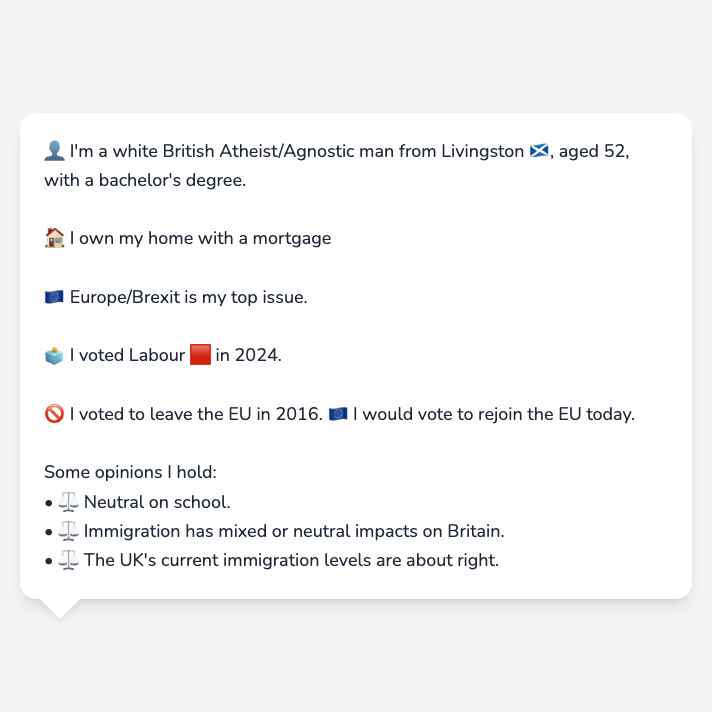 👤 I'm a white British Atheist/Agnostic man from Livingston 🏴󠁧󠁢󠁳󠁣󠁴󠁿, aged 52,
with a bachelor's degree.
🏠 I own my home with a mortgage
🇪🇺 Europe/Brexit is my top issue.
🗳️ I voted Labour 🟥 in 2024.
🚫 I voted to leave the EU in 2016. 🇪🇺 I would vote to rejoin the EU today.
Some opinions I hold:
• ⚖️ Neutral on school.
• ⚖️ Immigration has mixed or neutral impacts on Britain.
• ⚖️ The UK's current immigration levels are about right.